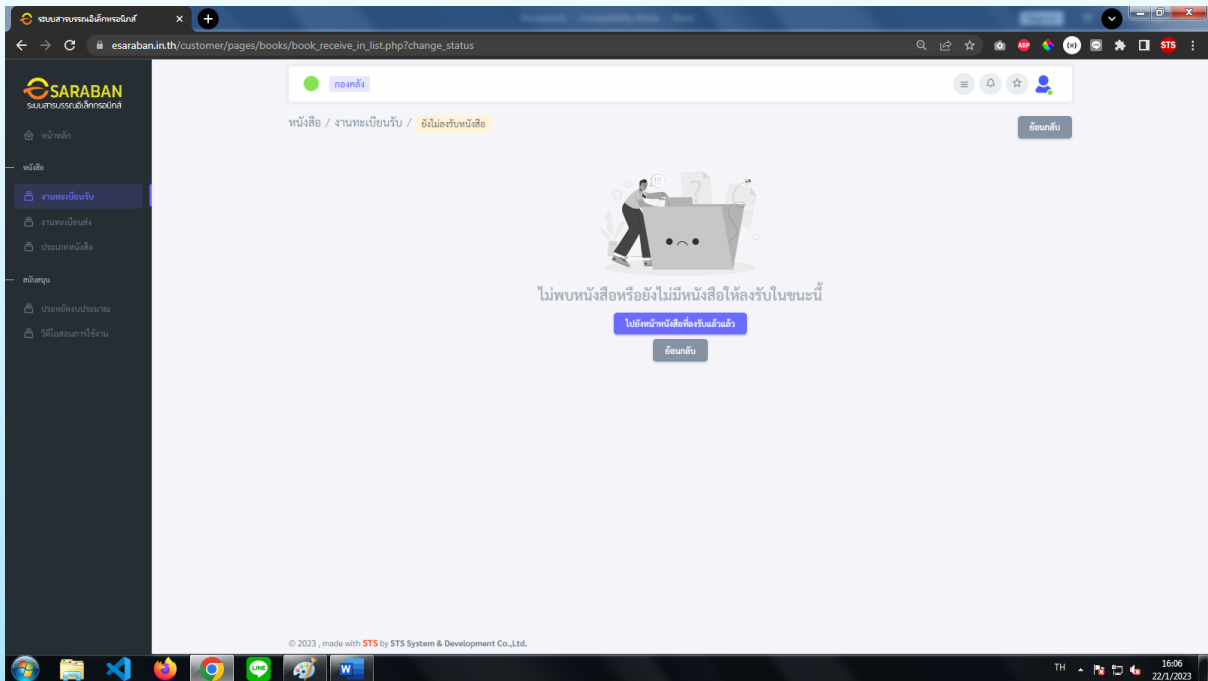 ระบบสารบรรณอิเล็กทรอนิกส์
esaraban.in.th/customer/pages/books/book_receive_in_list.php?change_status
ABP
STS
SARABAN
ระบบสารบรรณอิเล็กทรอนิกส์
หน้าหลัก
หนังสือ
งานทะเบียนรับ
งานทะเบียนส่ง
ประเภทหนังสือ
สนับสนุน
ประหยัดงบประมาณ
วิดีโอสอนการใช้งาน
กองคลัง
หนังสือ / งานทะเบียนรับ / ยังไม่ลงรับหนังสือ
ย้อนกลับ
ไม่พบหนังสือหรือยังไม่มีหนังสือให้ลงรับในขนะนี้
ไปยังหน้าหนังสือที่ลงรับแล้วแล้ว
ย้อนกลับ
© 2023 , made with STS by STS System & Development Co.,Ltd.
LINE
TH
16:06
22/1/2023